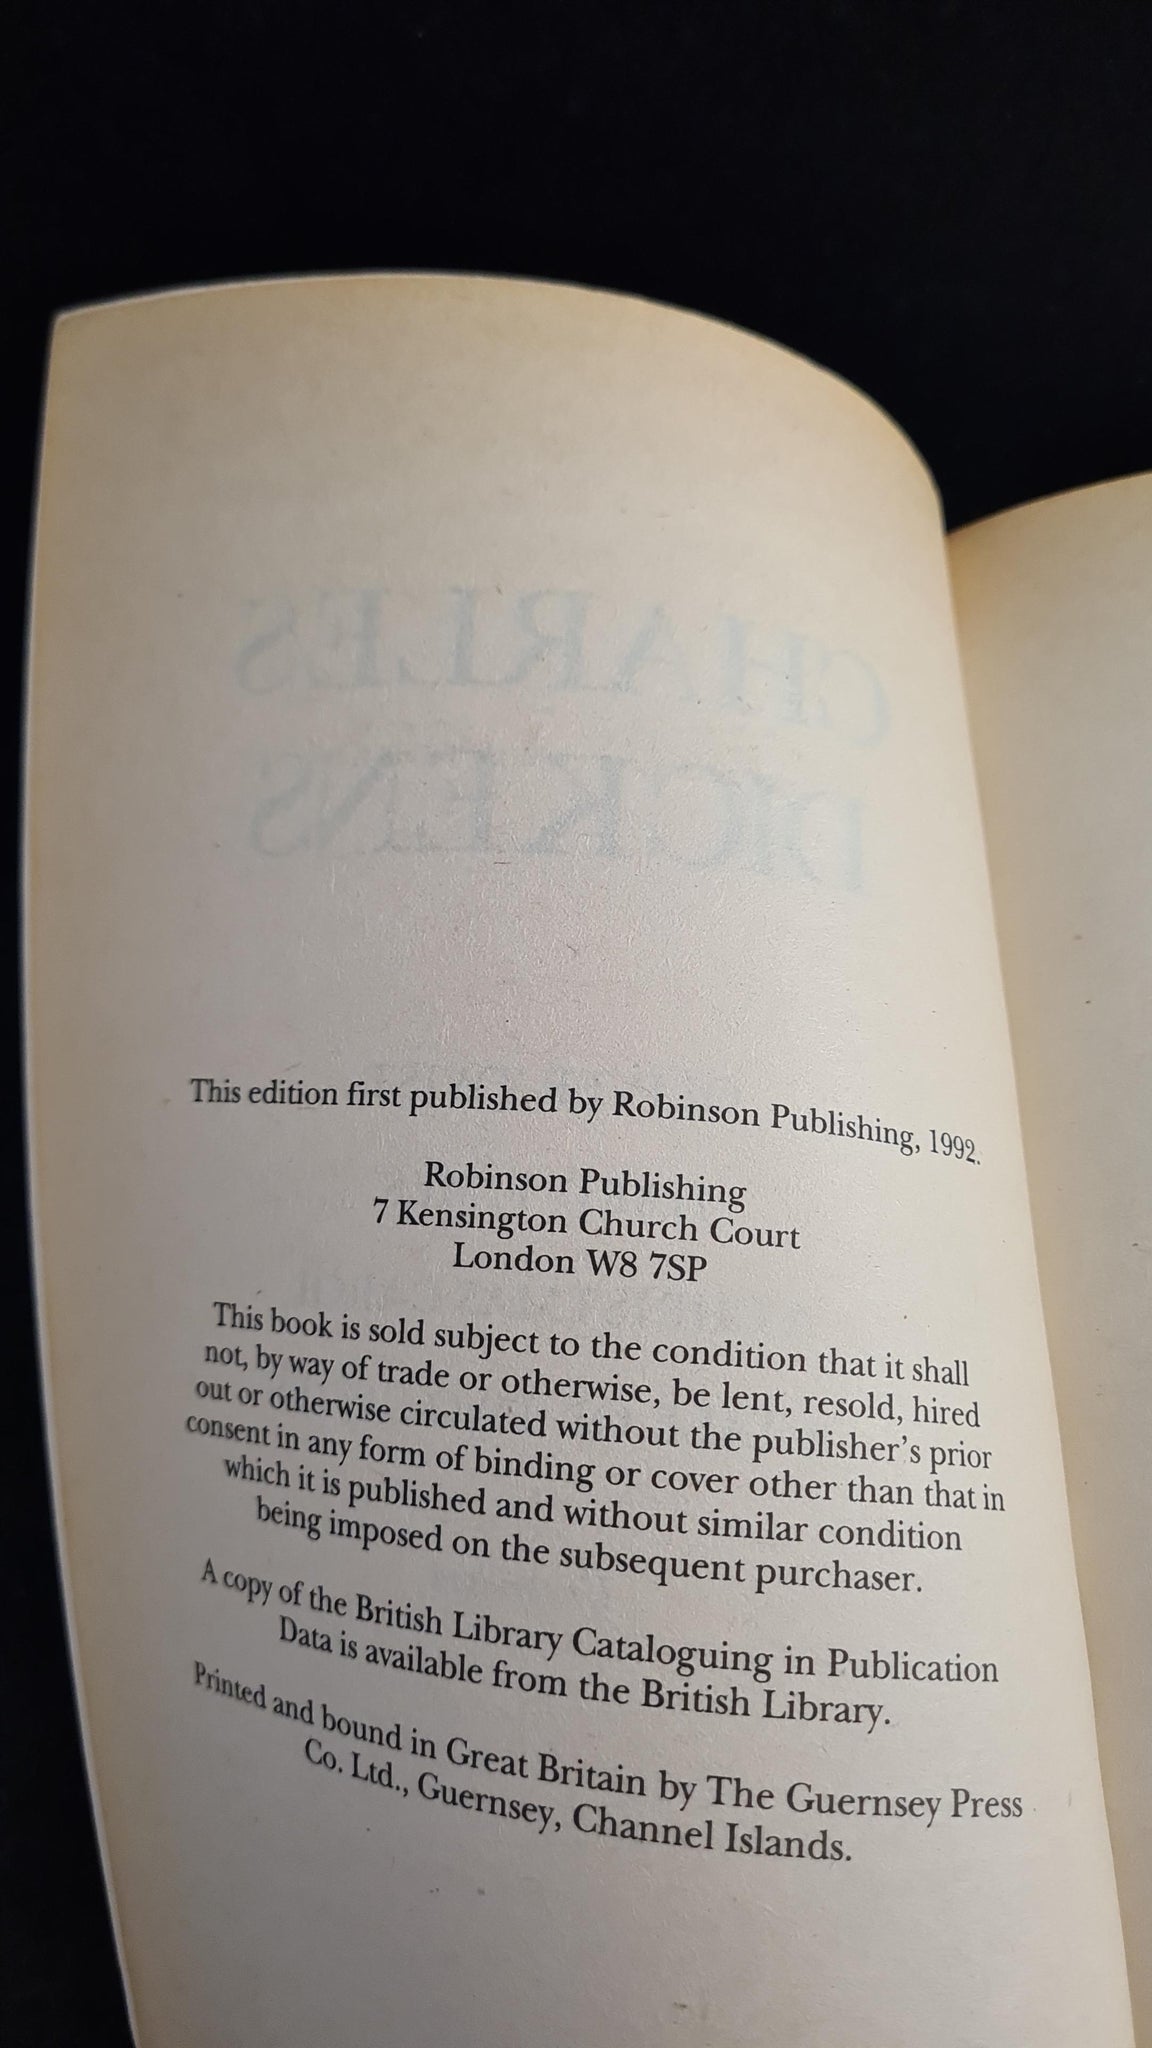 CHARLES
DICKENS
This edition first published by Robinson Publishing, 1992.
Robinson Publishing
7 Kensington Church Court
London W8 7SP
This book is sold subject to the condition that it shall
not, by way of trade or otherwise, be lent, resold, hired
out or otherwise circulated without the publisher's prior
consent in any form of binding or cover other than that in
which it is published and without similar condition
being imposed on the subsequent purchaser.
A copy of the British Library Cataloguing in Publication
Data is available from the British Library.
Printed and bound in Great Britain by The Guernsey Press
Co. Ltd., Guernsey, Channel Islands.